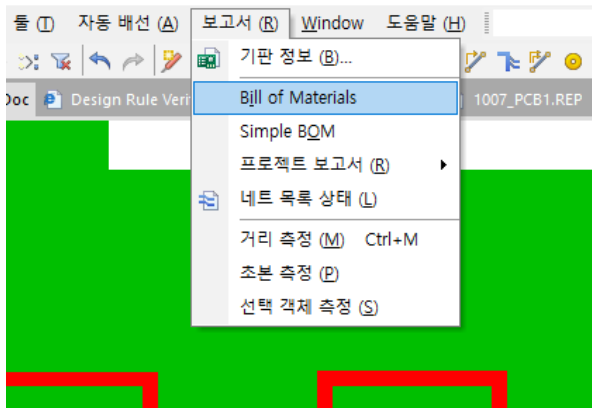 툴 (T) 자동 배선 (A) 보고서 (R) Window 도움말 (H)
기판 정보 (B)...
Doc Design Rule Veri 1007_PCB1.REP
Bill of Materials
Simple BOM
프로젝트 보고서 (R)
네트 목록 상태 (L)
거리 측정 (M) Ctrl+M
초본 측정 (P)
선택 객체 측정 (S)